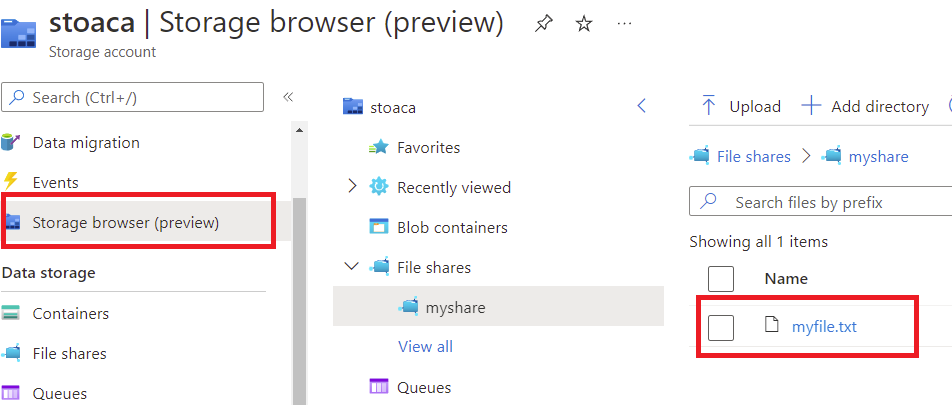 stoaca | Storage browser (preview)
Storage account
Search (Ctrl+/)
Data migration
Events
Storage browser (preview)
Data storage
Containers
File shares
Queues
stoaca
Favorites
Recently viewed
Blob containers
File shares
myshare
View all
Queues
Upload
Add directory
File shares
myshare
Search files by prefix
Showing all 1 items
Name
myfile.txt